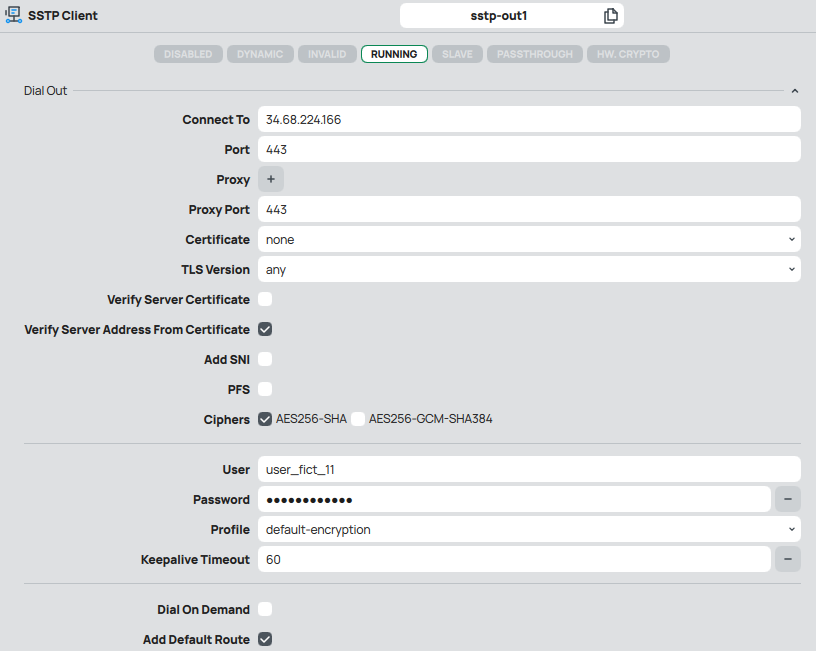 SSTP Client
sstp-out1
DISABLED DYNAMIC INVALID RUNNING SLAVE PASSTHROUGH HW. CRYPTO
Dial Out
Connect To 34.68.224.166
Port 443
Proxy +
Proxy Port 443
Certificate none
TLS Version any
Verify Server Certificate
Verify Server Address From Certificate
Add SNI
PFS
Ciphers AES256-SHA AES256-GCM-SHA384
User user_fict_11
Password ●●●●●●●●●●●● −
Profile default-encryption
Keepalive Timeout 60 −
Dial On Demand
Add Default Route